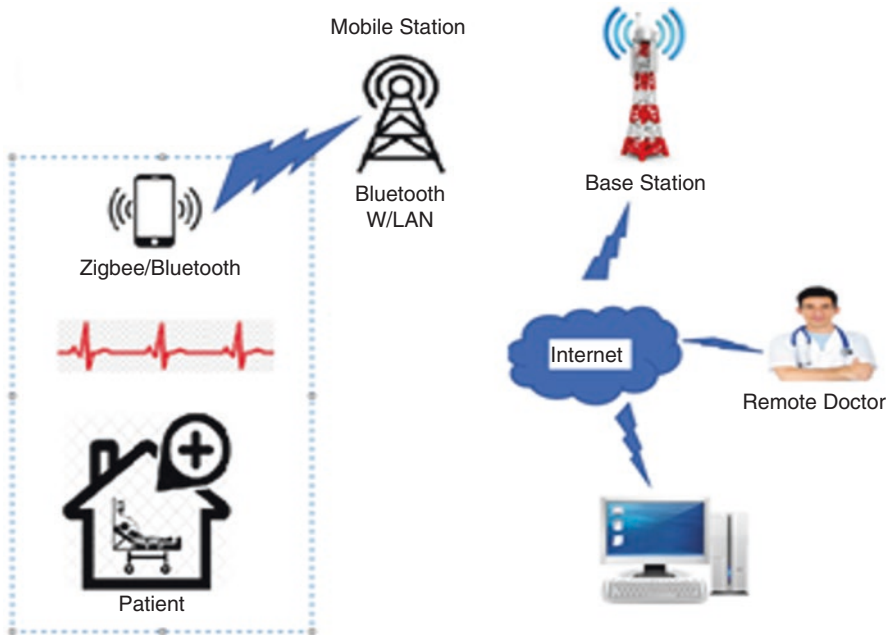 Mobile Station
Bluetooth
W/LAN
Base Station
Zigbee/Bluetooth
Internet
Remote Doctor
Patient